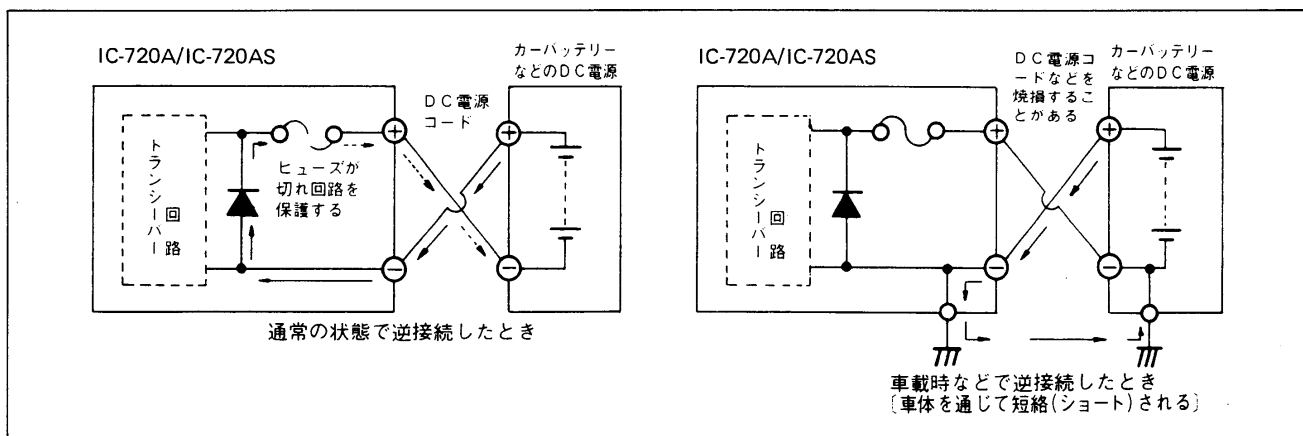 IC-720A/IC-720AS
カーバッテリー
などのDC電源
DC電源
コード
トランシーバー回路
ヒューズが
切れ回路を
保護する
+
+
−
−
通常の状態で逆接続したとき
IC-720A/IC-720AS
DC電源コ
ードなどを
焼損するこ
とがある
カーバッテリー
などのDC電源
トランシーバー回路
+
+
−
−
車載時などで逆接続したとき
〔車体を通じて短絡(ショート)される〕